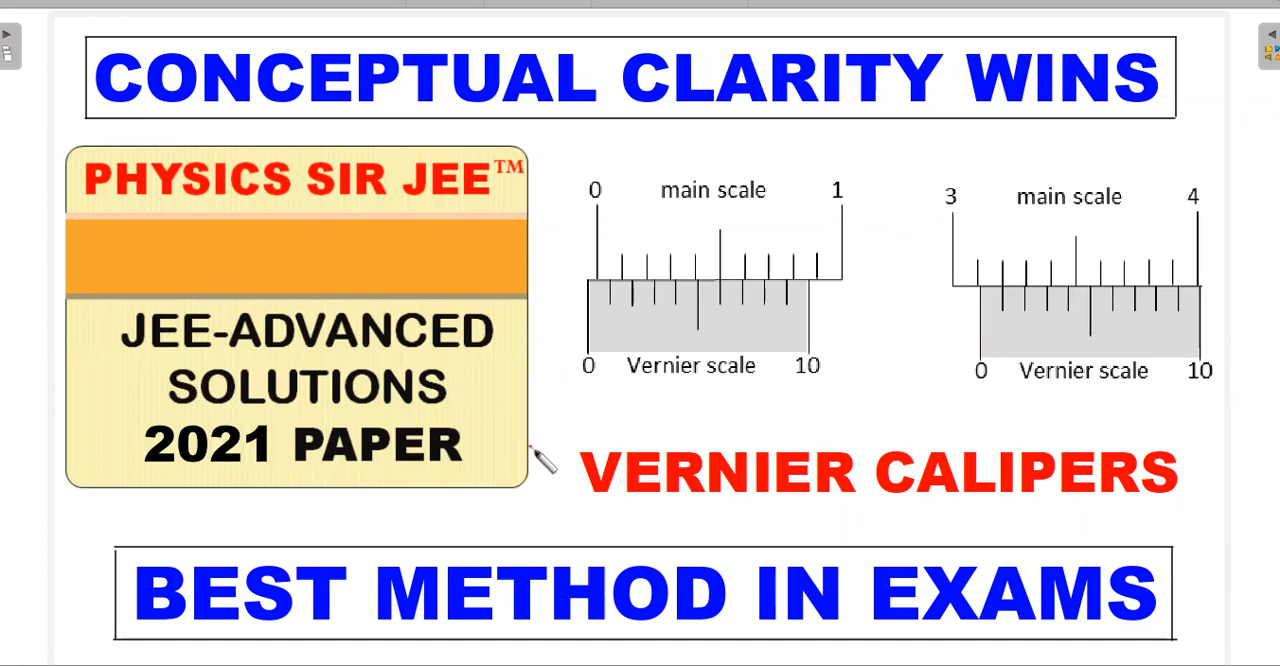 CONCEPTUAL CLARITY WINS
PHYSICS SIR JEE™
JEE-ADVANCED
SOLUTIONS
2021 PAPER
0 main scale 1
0 Vernier scale 10
3 main scale 4
0 Vernier scale 10
VERNIER CALIPERS
BEST METHOD IN EXAMS